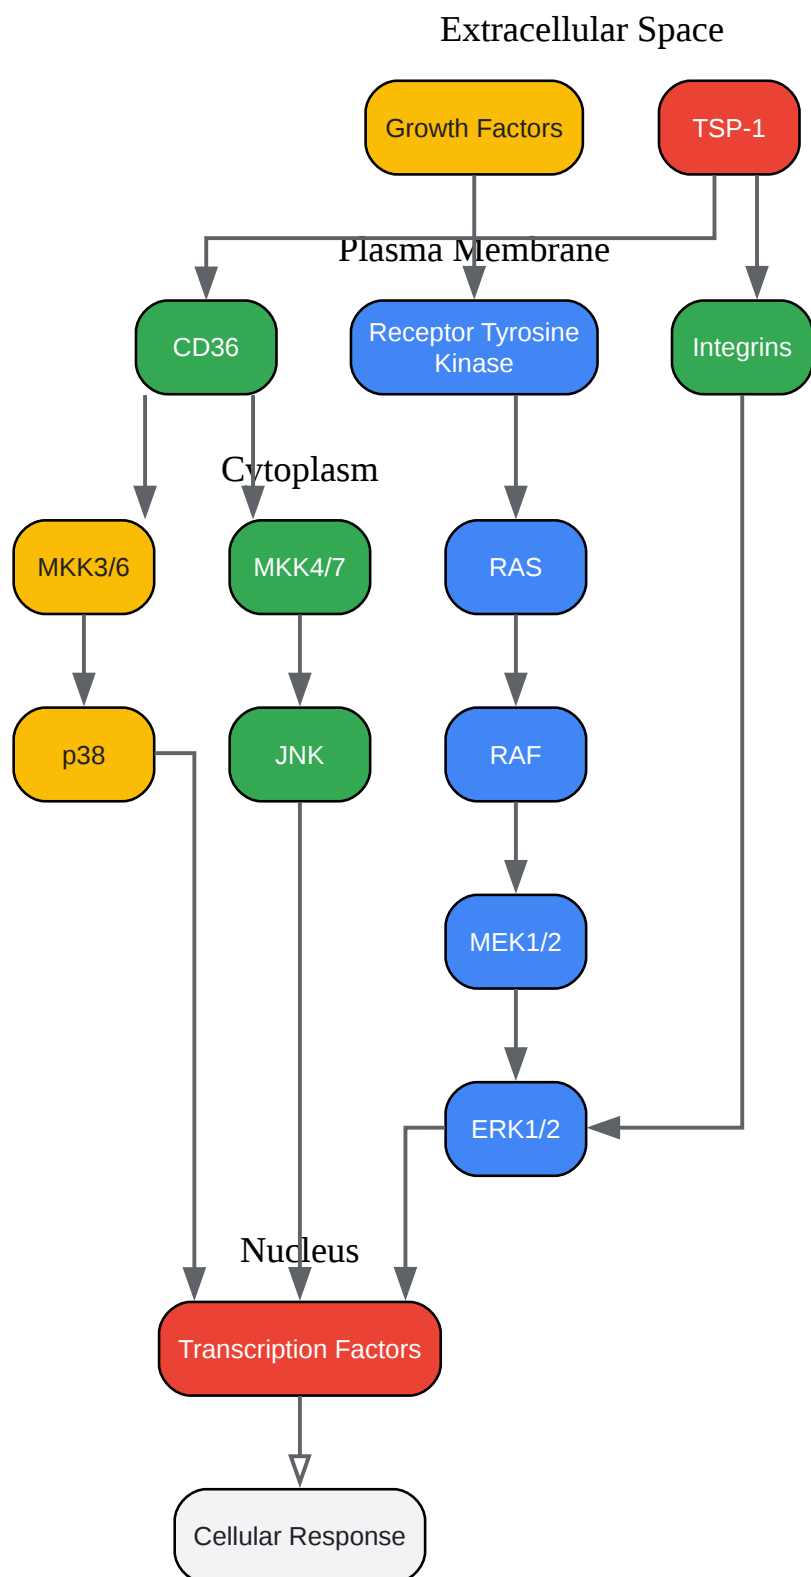 Extracellular Space
Growth Factors
TSP-1
Plasma Membrane
CD36
Receptor Tyrosine
Kinase
Integrins
Cytoplasm
MKK3/6
MKK4/7
RAS
p38
JNK
RAF
MEK1/2
ERK1/2
Nucleus
Transcription Factors
Cellular Response